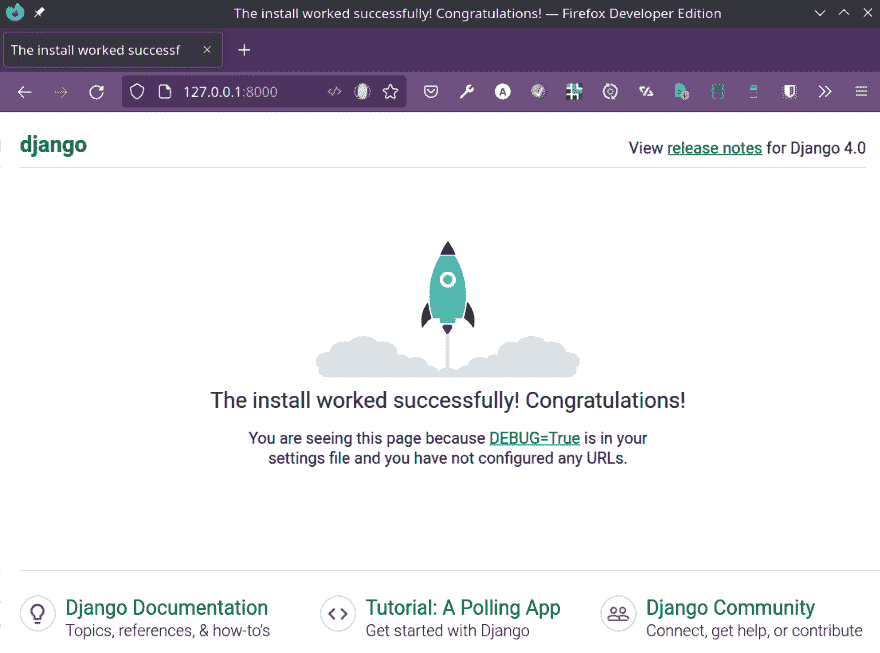 The install worked successfully! Congratulations! — Firefox Developer Edition
The install worked successf
127.0.0.1:8000
A
django
View release notes for Django 4.0
The install worked successfully! Congratulations!
You are seeing this page because DEBUG=True is in your
settings file and you have not configured any URLs.
Django Documentation
Topics, references, & how-to's
Tutorial: A Polling App
Get started with Django
Django Community
Connect, get help, or contribute